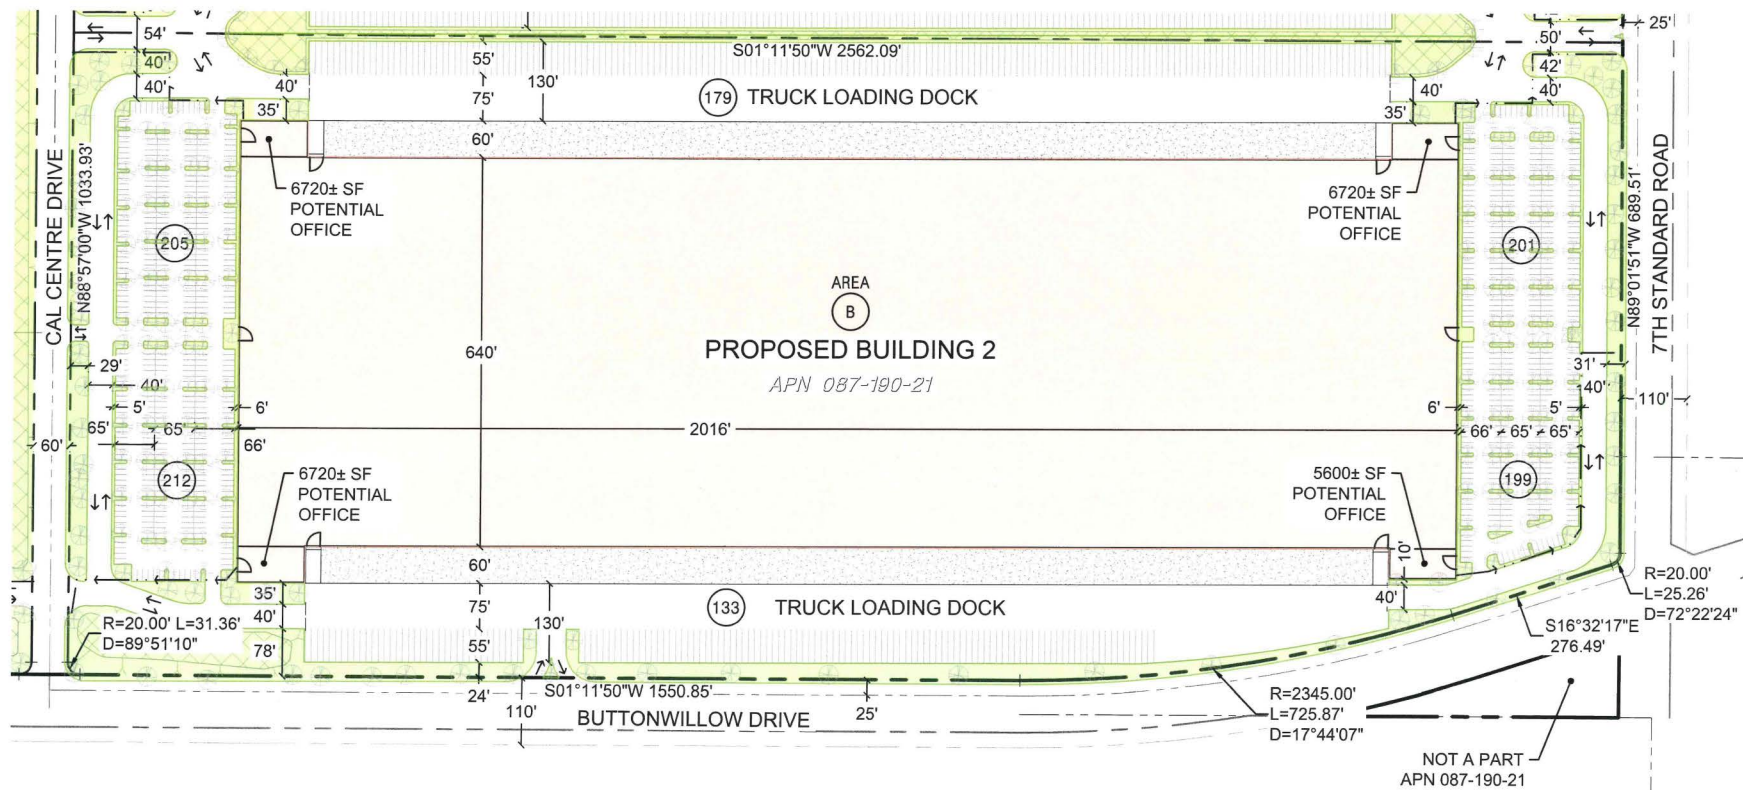 54'
40'
40'
40'
35'
55'
75'
60'
130'
S01°11'50"W 2562.09'
179 TRUCK LOADING DOCK
25'
50'
42'
40'
40'
35'
6720± SF
POTENTIAL
OFFICE
6720± SF
POTENTIAL
OFFICE
CAL CENTRE DRIVE
N88°57'00"W 1033.93'
205
201
N89°01'51"W 689.51'
7TH STANDARD ROAD
AREA
B
PROPOSED BUILDING 2
APN 087-190-21
640'
29'
40'
5'
6'
65'
65'
66'
60'
2016'
31'
40'
6'
5'
110'
66' 65' 65'
212
199
6720± SF
POTENTIAL
OFFICE
5600± SF
POTENTIAL
OFFICE
60'
10'
35'
40'
78'
75'
55'
24'
130'
133 TRUCK LOADING DOCK
40'
R=20.00' L=31.36'
D=89°51'10"
R=20.00'
L=25.26'
D=72°22'24"
S16°32'17"E
276.49'
S01°11'50"W 1550.85'
110'
BUTTONWILLOW DRIVE
25'
R=2345.00'
L=725.87'
D=17°44'07"
NOT A PART
APN 087-190-21